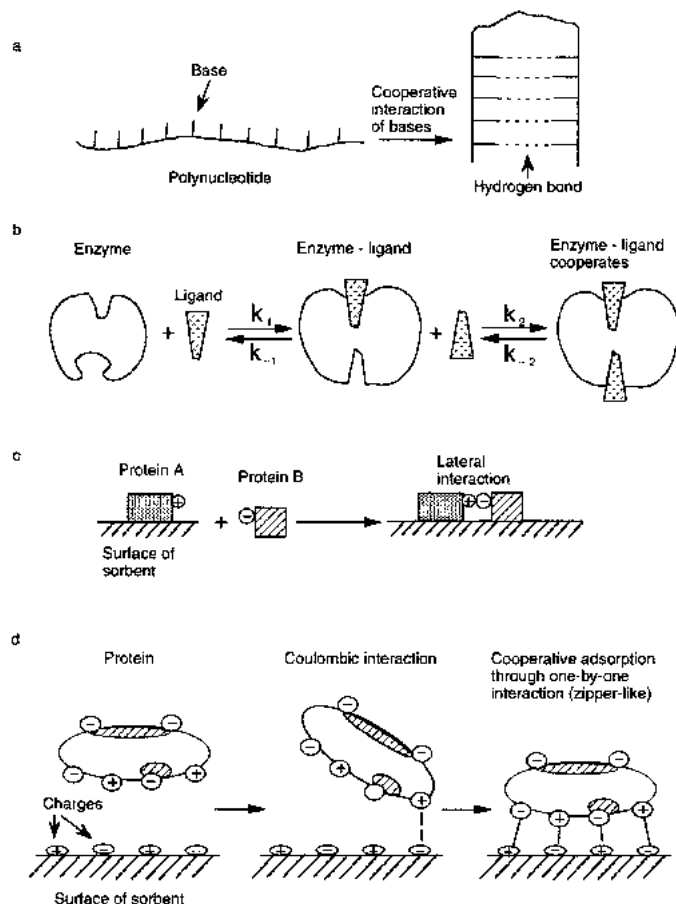 a
Base
Polynucleotide
Cooperative
interaction
of bases
Hydrogen bond
b
Enzyme
Ligand
+
k₁
k₋₁
Enzyme - ligand
+
k₂
k₋₂
Enzyme - ligand
cooperates
c
Protein A
+
Surface of
sorbent
+
Protein B
−
Lateral
interaction
+ −
d
Protein
− −
− + − +
Charges
+ − + −
Surface of sorbent
Coulombic interaction
− −
− + +
+ − + −
Cooperative adsorption
through one-by-one
interaction (zipper-like)
− −
− + − +
+ − + −